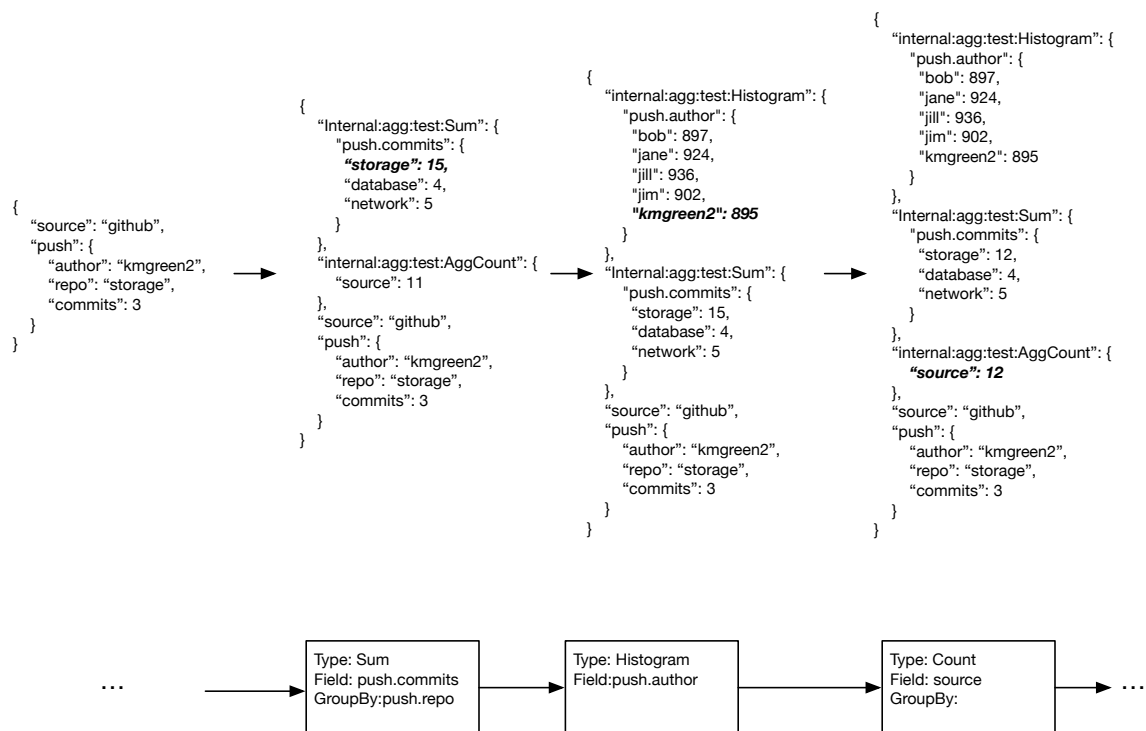 {
“source”: “github”,
“push”: {
“author”: “kmgreen2”,
“repo”: “storage”,
“commits”: 3
}
}
{
“Internal:agg:test:Sum”: {
"push.commits”: {
“storage”: 15,
“database”: 4,
“network”: 5
}
},
“internal:agg:test:AggCount”: {
“source”: 11
},
“source”: “github”,
“push”: {
“author”: “kmgreen2”,
“repo”: “storage”,
“commits”: 3
}
}
{
“internal:agg:test:Histogram”: {
"push.author”: {
"bob": 897,
"jane": 924,
"jill": 936,
"jim": 902,
"kmgreen2": 895
}
},
“Internal:agg:test:Sum”: {
"push.commits”: {
“storage”: 15,
“database”: 4,
“network”: 5
}
},
“source”: “github”,
“push”: {
“author”: “kmgreen2”,
“repo”: “storage”,
“commits”: 3
}
}
{
“internal:agg:test:Histogram”: {
"push.author”: {
"bob": 897,
"jane": 924,
"jill": 936,
"jim": 902,
"kmgreen2": 895
}
},
“Internal:agg:test:Sum”: {
"push.commits”: {
“storage”: 12,
“database”: 4,
“network”: 5
}
},
“internal:agg:test:AggCount”: {
“source”: 12
},
“source”: “github”,
“push”: {
“author”: “kmgreen2”,
“repo”: “storage”,
“commits”: 3
}
}
...
Type: Sum
Field: push.commits
GroupBy:push.repo
Type: Histogram
Field:push.author
Type: Count
Field: source
GroupBy:
...